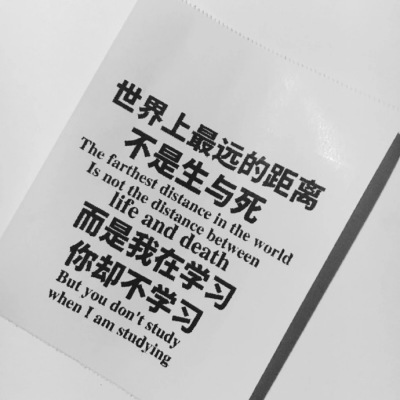 世界上最远的距离
不是生与死
The farthest distance in the world
Is not the distance between
life and death
而是我在学习
你却不学习
But you don't study
when I am studying